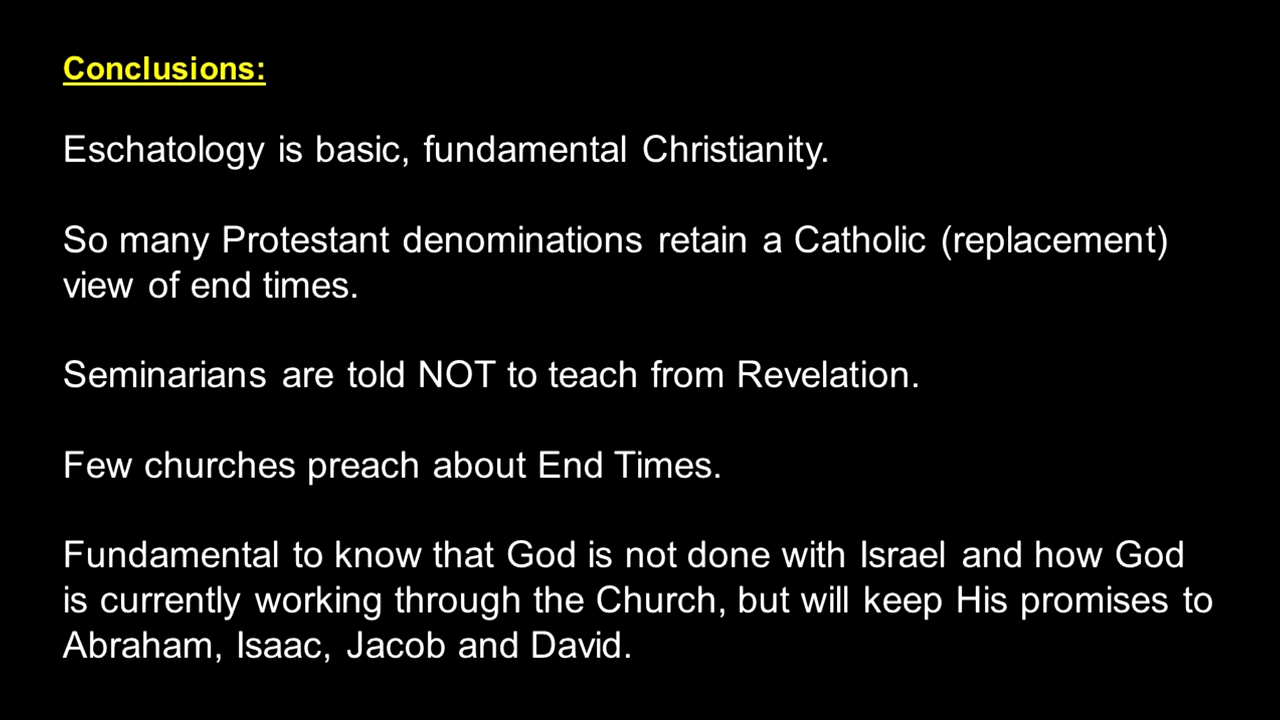 Conclusions:
Eschatology is basic, fundamental Christianity.
So many Protestant denominations retain a Catholic (replacement)
view of end times.
Seminarians are told NOT to teach from Revelation.
Few churches preach about End Times.
Fundamental to know that God is not done with Israel and how God
is currently working through the Church, but will keep His promises to
Abraham, Isaac, Jacob and David.